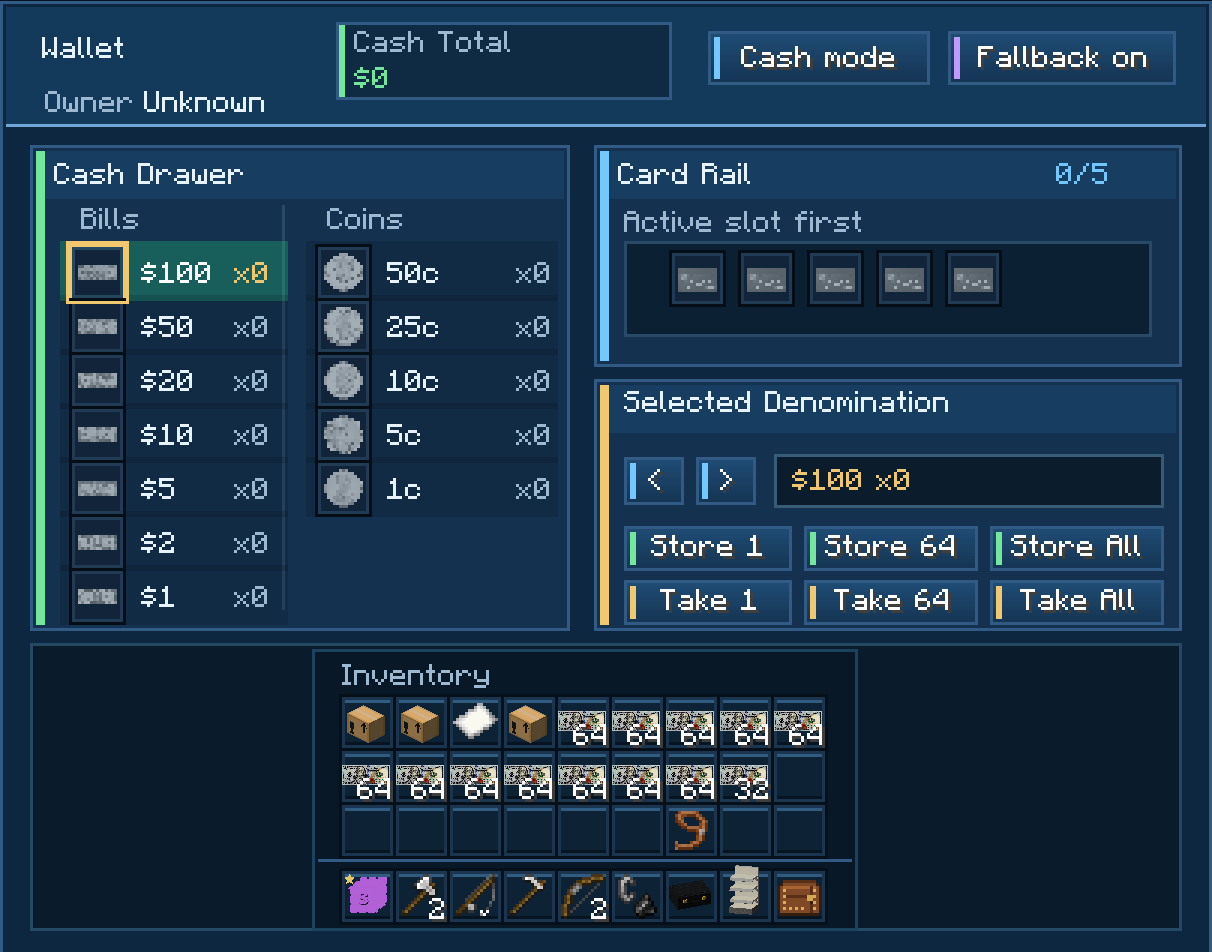 Wallet
Owner Unknown
Cash Total
$0
Cash mode
Fallback on
Cash Drawer
Bills
$100 x0
$50 x0
$20 x0
$10 x0
$5 x0
$2 x0
$1 x0
Coins
50c x0
25c x0
10c x0
5c x0
1c x0
Card Rail 0/5
Active slot first
Selected Denomination
< > $100 x0
Store 1 Store 64 Store All
Take 1 Take 64 Take All
Inventory
64 64 64 64 64
64 64 64 64 64 64 64 32
S 2 2